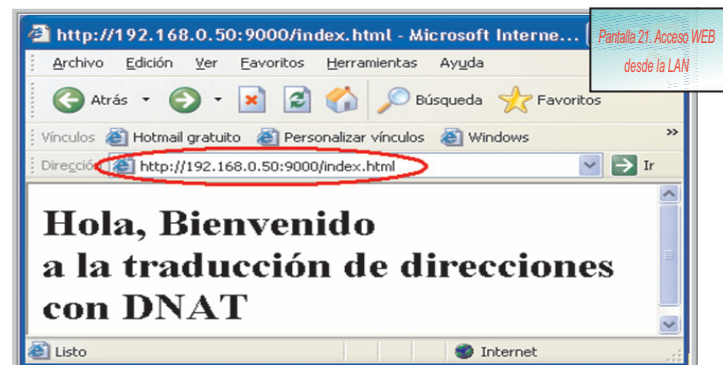 http://192.168.0.50:9000/index.html - Microsoft Interne...
Pantalla 21. Acceso WEB
desde la LAN
Archivo Edición Ver Favoritos Herramientas Ayuda
Atrás Búsqueda Favoritos
Vínculos Hotmail gratuito Personalizar vínculos Windows »
Dirección http://192.168.0.50:9000/index.html Ir
Hola, Bienvenido
a la traducción de direcciones
con DNAT
Listo Internet